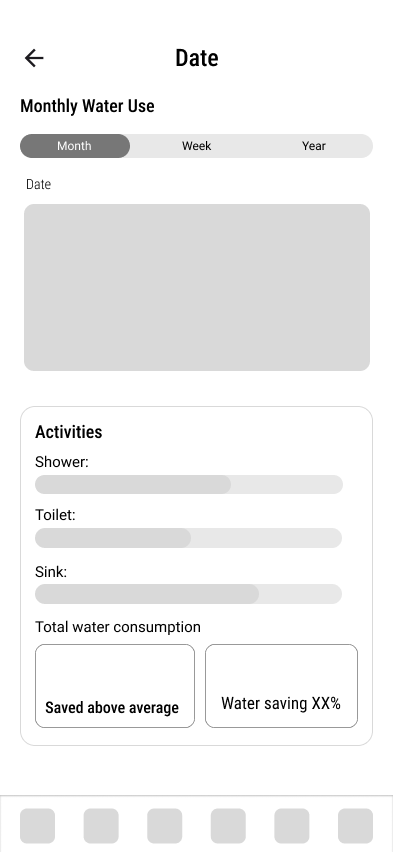 Date
Monthly Water Use
Month Week Year
Date
Activities
Shower:
Toilet:
Sink:
Total water consumption
Saved above average
Water saving XX%